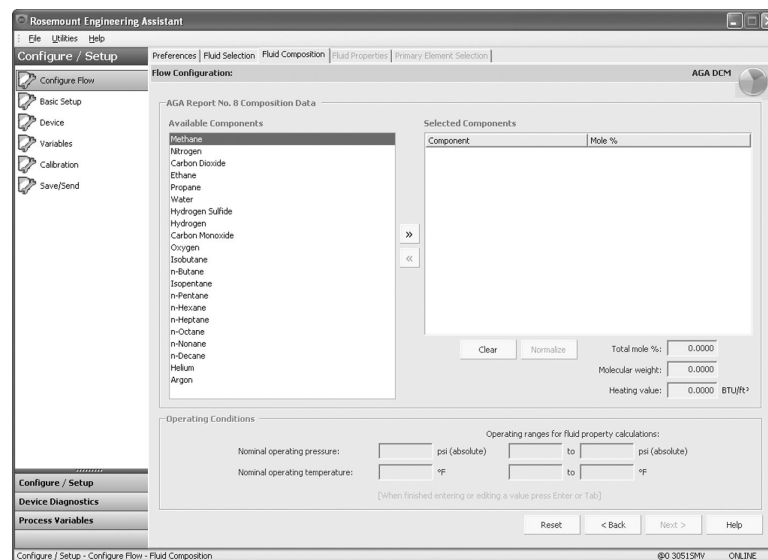 Rosemount Engineering Assistant
File Utilities Help
Configure / Setup
Configure Flow
Basic Setup
Device
Variables
Calibration
Save/Send
Configure / Setup
Device Diagnostics
Process Variables
Preferences Fluid Selection Fluid Composition Fluid Properties Primary Element Selection
Flow Configuration: AGA DCM
AGA Report No. 8 Composition Data
Available Components
Methane
Nitrogen
Carbon Dioxide
Ethane
Propane
Water
Hydrogen Sulfide
Hydrogen
Carbon Monoxide
Oxygen
Isobutane
n-Butane
Isopentane
n-Pentane
n-Hexane
n-Heptane
n-Octane
n-Nonane
n-Decane
Helium
Argon
»
«
Selected Components
Component Mole %
Clear Normalize Total mole %: 0.0000
Molecular weight: 0.0000
Heating value: 0.0000 BTU/ft³
Operating Conditions
Operating ranges for fluid property calculations:
Nominal operating pressure: psi (absolute) to psi (absolute)
Nominal operating temperature: °F to °F
[When finished entering or editing a value press Enter or Tab]
Reset < Back Next > Help
Configure / Setup - Configure Flow - Fluid Composition @0 3051SMV ONLINE